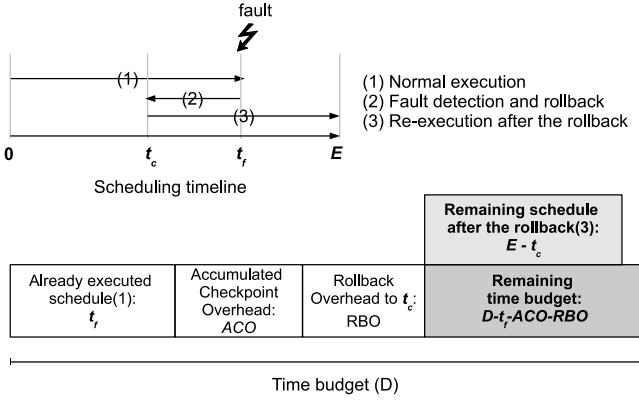 fault
(1)
(1) Normal execution
(2)
(2) Fault detection and rollback
(3)
(3) Re-execution after the rollback
0
t_c
t_f
E
Scheduling timeline
Remaining schedule
after the rollback(3):
E - t_c
Already executed
schedule(1):
t_f
Accumulated
Checkpoint
Overhead:
ACO
Rollback
Overhead to t_c:
RBO
Remaining
time budget:
D-t_f-ACO-RBO
Time budget (D)